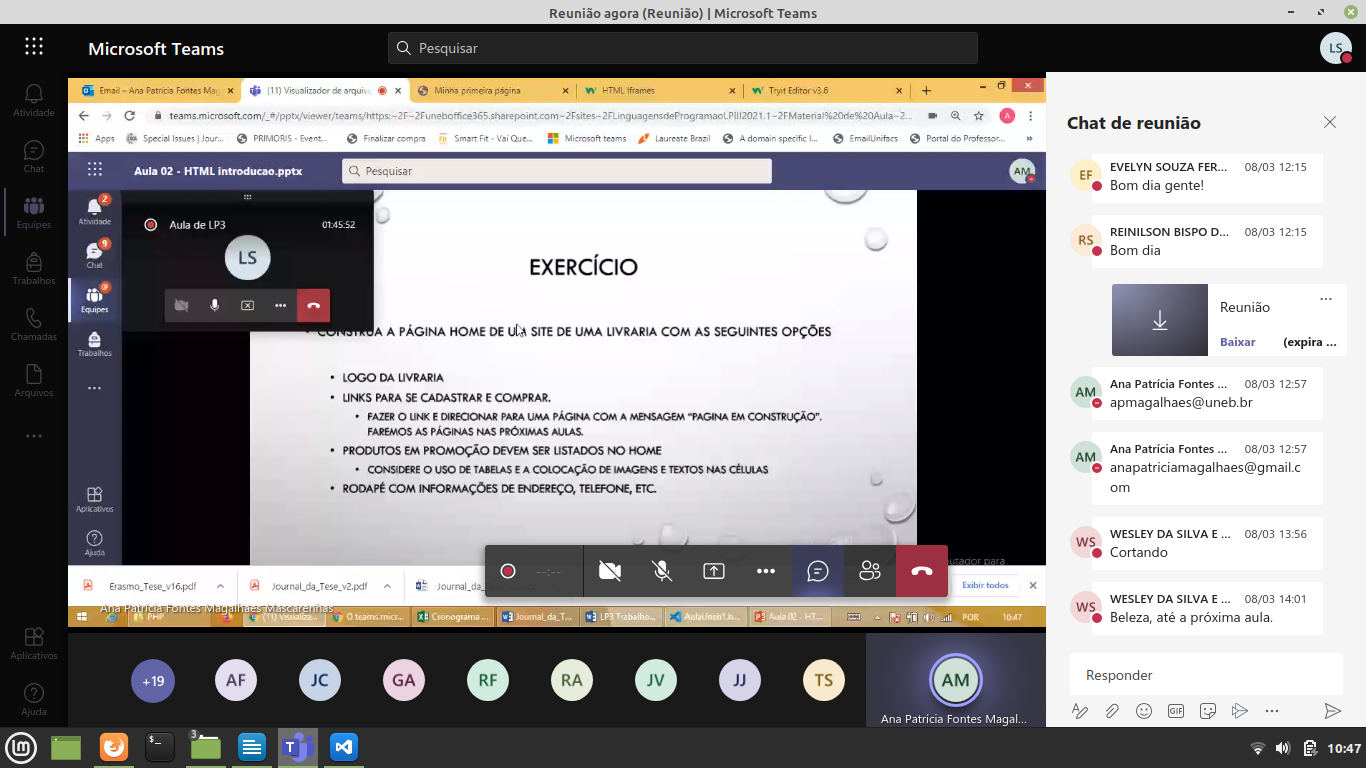 Reunião agora (Reunião) | Microsoft Teams
Microsoft Teams
Pesquisar
LS
Atividade
Chat
Equipes
Trabalhos
Chamadas
Arquivos
Aplicativos
Ajuda
Email – Ana Patrícia Fontes Mag
(11) Visualizador de arquivo
Minha primeira página
HTML Iframes
Tryit Editor v3.6
teams.microsoft.com/_#/pptx/viewer/teams/https:~2F~2Funeboffice365.sharepoint.com~2Fsites~2FLinguagensdeProgramaoLPIII2021.1~2FMaterial%20de%20Aula~2...
A
Apps
Special Issues | Jour...
PRIMORIS - Event...
Finalizar compra
Smart Fit - Vai Que...
Microsoft teams
Laureate Brazil
A domain specific l...
EmailUnifacs
Portal do Professor...
Aula 02 - HTML introducao.pptx
Pesquisar
AM
2
Atividade
9
Chat
Equipes
Trabalhos
Aplicativos
Ajuda
Aula de LP3
01:45:52
LS
EXERCÍCIO
• CONSTRUA A PÁGINA HOME DE UM SITE DE UMA LIVRARIA COM AS SEGUINTES OPÇÕES
• LOGO DA LIVRARIA
• LINKS PARA SE CADASTRAR E COMPRAR.
• FAZER O LINK E DIRECIONAR PARA UMA PÁGINA COM A MENSAGEM “PAGINA EM CONSTRUÇÃO”.
FAREMOS AS PÁGINAS NAS PRÓXIMAS AULAS.
• PRODUTOS EM PROMOÇÃO DEVEM SER LISTADOS NO HOME
• CONSIDERE O USO DE TABELAS E A COLOCAÇÃO DE IMAGENS E TEXTOS NAS CÉLULAS
• RODAPÉ COM INFORMAÇÕES DE ENDEREÇO, TELEFONE, ETC.
--:--
Erasmo_Tese_v16.pdf
Journal_da_Tese_v2.pdf
Exibir todos
Ana Patrícia Fontes Magalhães Mascarenhas
PHP
teams.micr...
Cronograma ...
Journal_da_T...
LP3 Trabalho...
AulaUneb1.h...
Aula 02 - HT...
POR
10:47
+19
AF
JC
GA
RF
RA
JV
JJ
TS
AM
Ana Patrícia Fontes Magal...
Chat de reunião
EF
EVELYN SOUZA FER...
08/03 12:15
Bom dia gente!
RS
REINILSON BISPO D...
08/03 12:15
Bom dia
Reunião
Baixar
(expira ...
AM
Ana Patrícia Fontes ...
08/03 12:57
apmagalhaes@uneb.br
AM
Ana Patrícia Fontes ...
08/03 12:57
anapatriciamagalhaes@gmail.c
om
WS
WESLEY DA SILVA E ...
08/03 13:56
Cortando
WS
WESLEY DA SILVA E ...
08/03 14:01
Beleza, até a próxima aula.
Responder
GIF
3
10:47